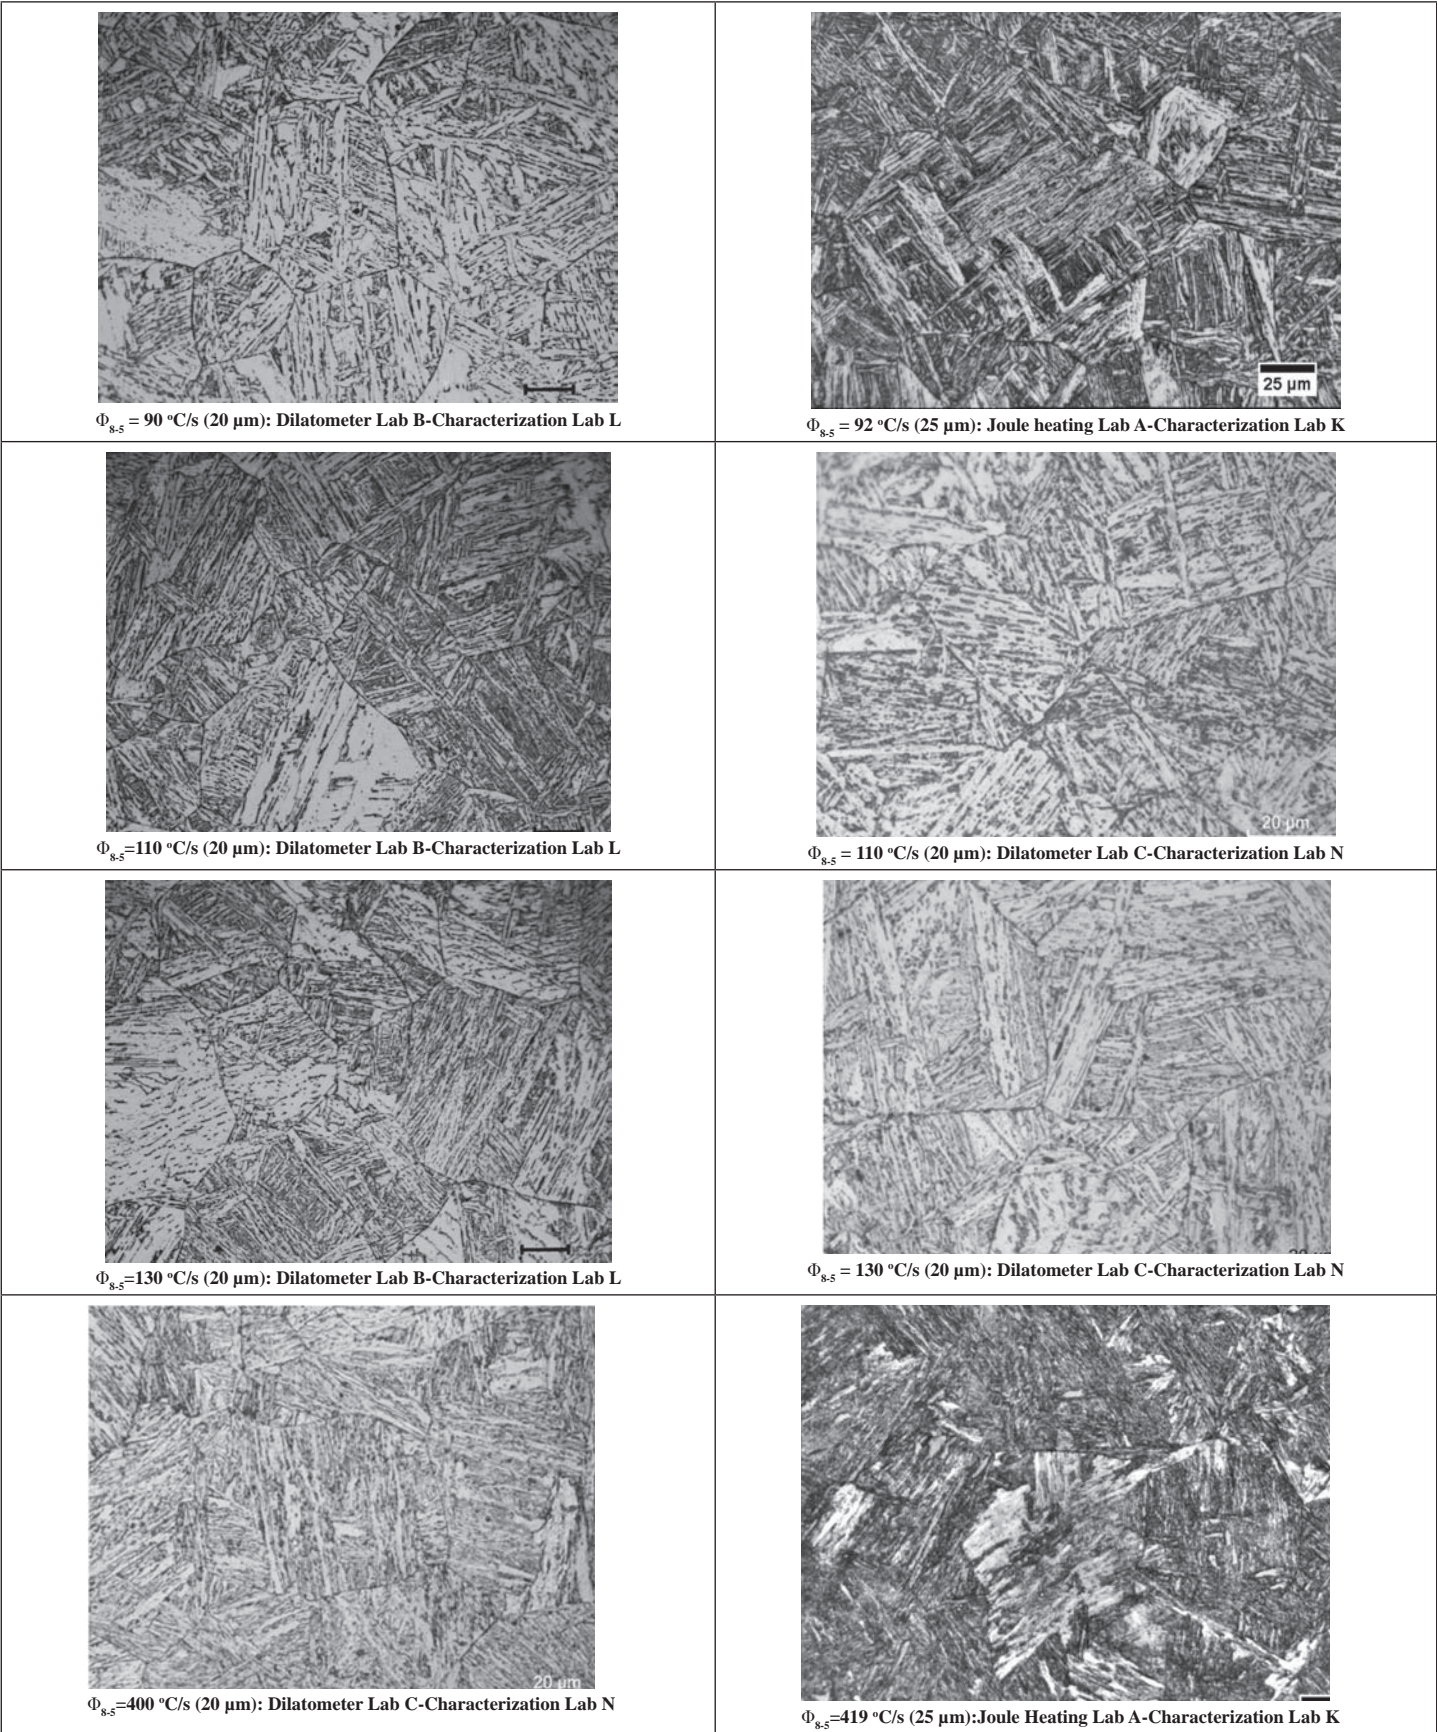 Φ8-5 = 90 ºC/s (20 µm): Dilatometer Lab B-Characterization Lab L
25 µm
Φ8-5 = 92 ºC/s (25 µm): Joule heating Lab A-Characterization Lab K
Φ8-5=110 ºC/s (20 µm): Dilatometer Lab B-Characterization Lab L
20 µm
Φ8-5 = 110 ºC/s (20 µm): Dilatometer Lab C-Characterization Lab N
Φ8-5=130 ºC/s (20 µm): Dilatometer Lab B-Characterization Lab L
Φ8-5 = 130 ºC/s (20 µm): Dilatometer Lab C-Characterization Lab N
20 µm
Φ8-5=400 ºC/s (20 µm): Dilatometer Lab C-Characterization Lab N
Φ8-5=419 ºC/s (25 µm):Joule Heating Lab A-Characterization Lab K